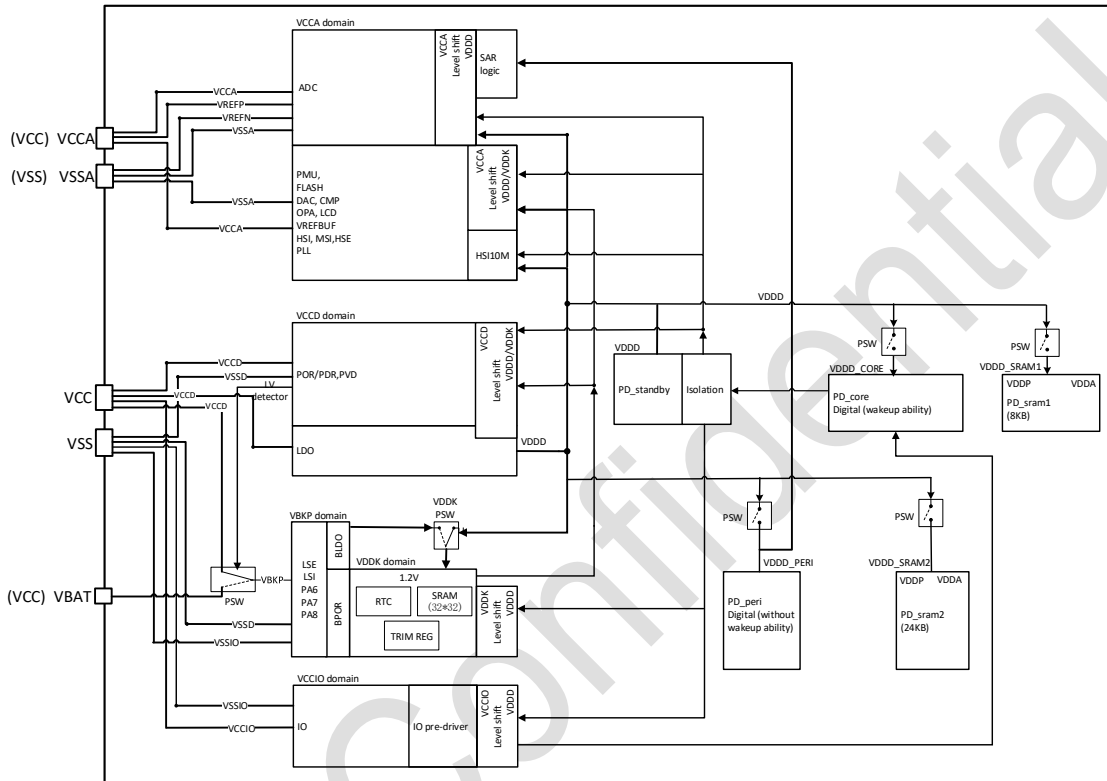 VCCA domain
VCCA
Level shift
VDDD
SAR
logic
ADC
VCCA
VREFP
VREFN
VSSA
(VCC) VCCA
(VSS) VSSA
PMU,
FLASH
DAC, CMP
OPA, LCD
VREFBUF
HSI, MSI,HSE
PLL
VCCA
Level shift
VDDD/VDDK
HSI10M
VSSA
VCCA
VCCD domain
VCCD
Level shift
VDDD/VDDK
VCCD
VSSD
POR/PDR,PVD
LV
detector
VCCD
VCCD
VCC
VSS
LDO
VDDD
VDDD
VDDD
PD_standby
Isolation
PSW
VDDD_CORE
PD_core
Digital (wakeup ability)
PSW
VDDD_SRAM1
VDDP
VDDA
PD_sram1
(8KB)
VDDK
PSW
VBKP domain
LSE
LSI
PA6
PA7
PA8
BLDO
BPOR
VDDK domain
1.2V
RTC
SRAM
(32*32)
TRIM REG
VDDK
Level shift
VDDD
(VCC) VBAT
PSW
VBKP
VSSD
VSSIO
PSW
VDDD_PERI
PD_peri
Digital (without
wakeup ability)
PSW
VDDD_SRAM2
VDDP
VDDA
PD_sram2
(24KB)
VCCIO domain
VSSIO
VCCIO
IO
IO pre-driver
VCCIO
Level shift
VDDD
Confidential